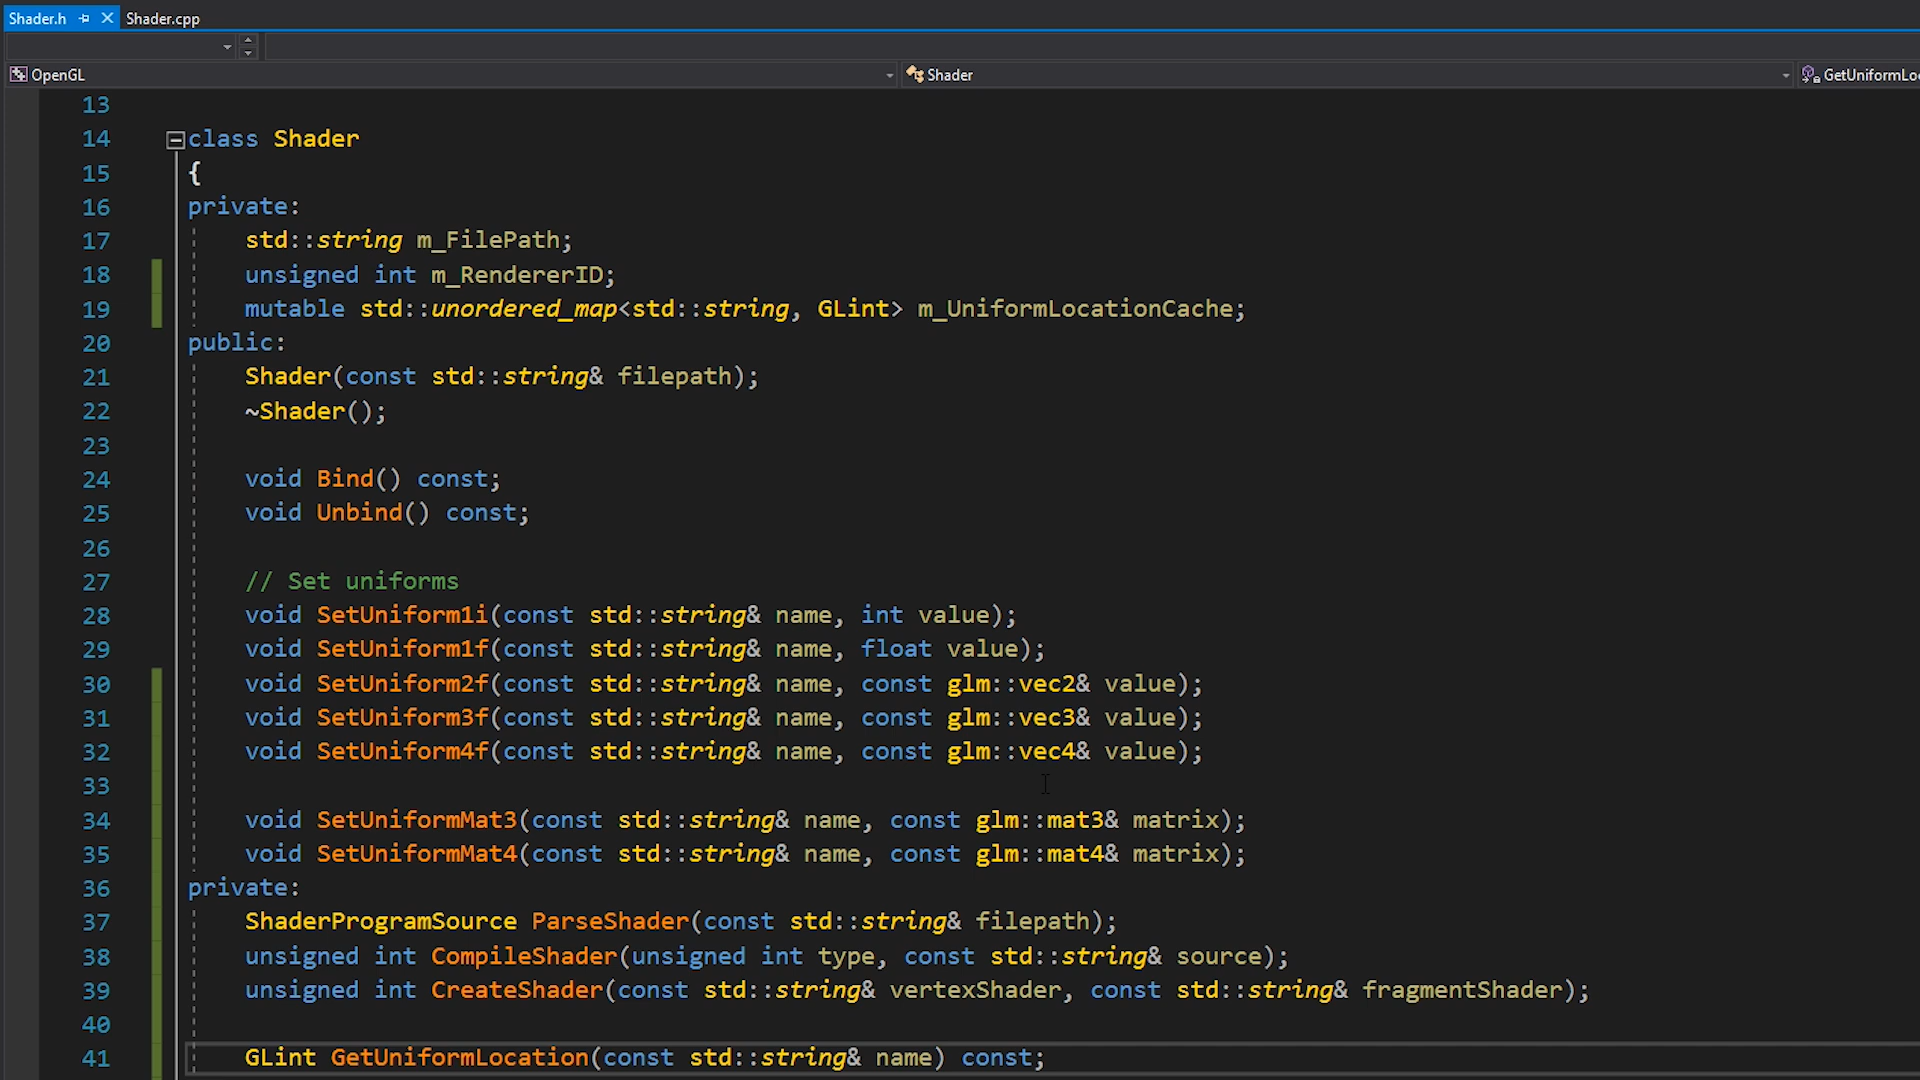 Shader.h Shader.cpp
OpenGL Shader GetUniformLo
13
14 class Shader
15 {
16 private:
17 std::string m_FilePath;
18 unsigned int m_RendererID;
19 mutable std::unordered_map<std::string, GLint> m_UniformLocationCache;
20 public:
21 Shader(const std::string& filepath);
22 ~Shader();
23
24 void Bind() const;
25 void Unbind() const;
26
27 // Set uniforms
28 void SetUniform1i(const std::string& name, int value);
29 void SetUniform1f(const std::string& name, float value);
30 void SetUniform2f(const std::string& name, const glm::vec2& value);
31 void SetUniform3f(const std::string& name, const glm::vec3& value);
32 void SetUniform4f(const std::string& name, const glm::vec4& value);
33
34 void SetUniformMat3(const std::string& name, const glm::mat3& matrix);
35 void SetUniformMat4(const std::string& name, const glm::mat4& matrix);
36 private:
37 ShaderProgramSource ParseShader(const std::string& filepath);
38 unsigned int CompileShader(unsigned int type, const std::string& source);
39 unsigned int CreateShader(const std::string& vertexShader, const std::string& fragmentShader);
40
41 GLint GetUniformLocation(const std::string& name) const;